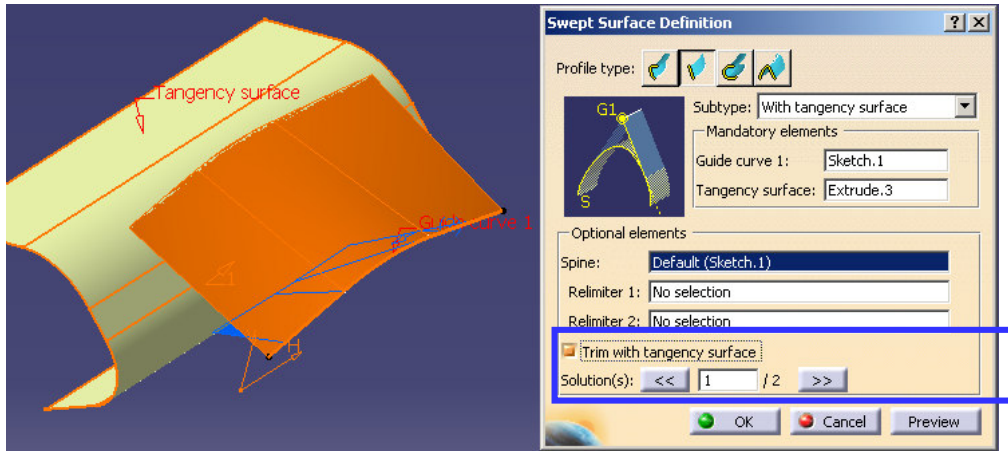 Tangency surface
Guide curve 1
1
H
Swept Surface Definition
Profile type:
Subtype: With tangency surface
Mandatory elements
Guide curve 1: Sketch.1
Tangency surface: Extrude.3
G1
S
Optional elements
Spine: Default (Sketch.1)
Relimiter 1: No selection
Relimiter 2: No selection
Trim with tangency surface
Solution(s): << 1 / 2 >>
OK Cancel Preview